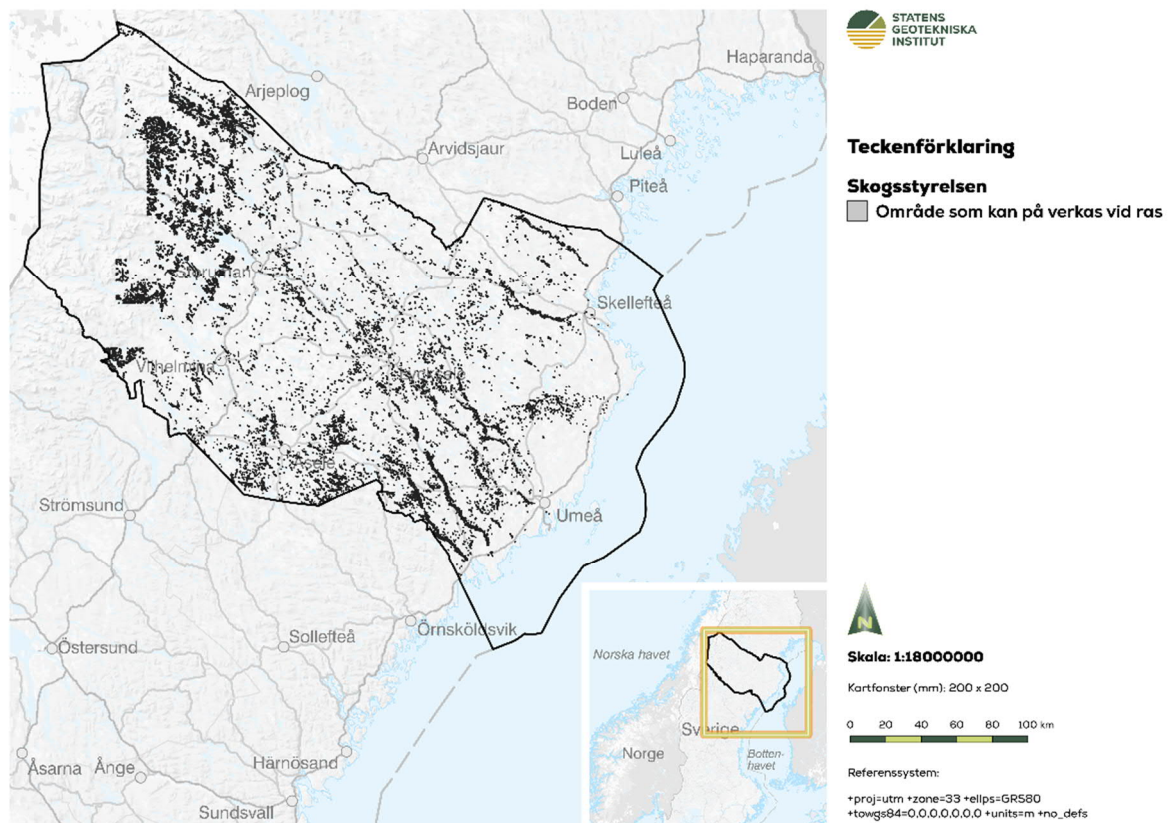 STATENS
GEOTEKNISKA
INSTITUT
Teckenförklaring
Skogsstyrelsen
Område som kan på verkas vid ras
Haparanda
Boden
Luleå
Piteå
Arjeplog
Arvidsjaur
Storuman
Skellefteå
Vilhelmina
Åsele
Umeå
Strömsund
Örnsköldsvik
Sollefteå
Östersund
Härnösand
Åsarna
Ånge
Sundsvall
Norska havet
Sverige
Norge
Botten-
havet
N
Skala: 1:18000000
Kartfonster (mm): 200 x 200
0 20 40 60 80 100 km
Referenssystem:
+proj=utm +zone=33 +ellps=GRS80
+towgs84=0,0,0,0,0,0,0 +units=m +no_defs